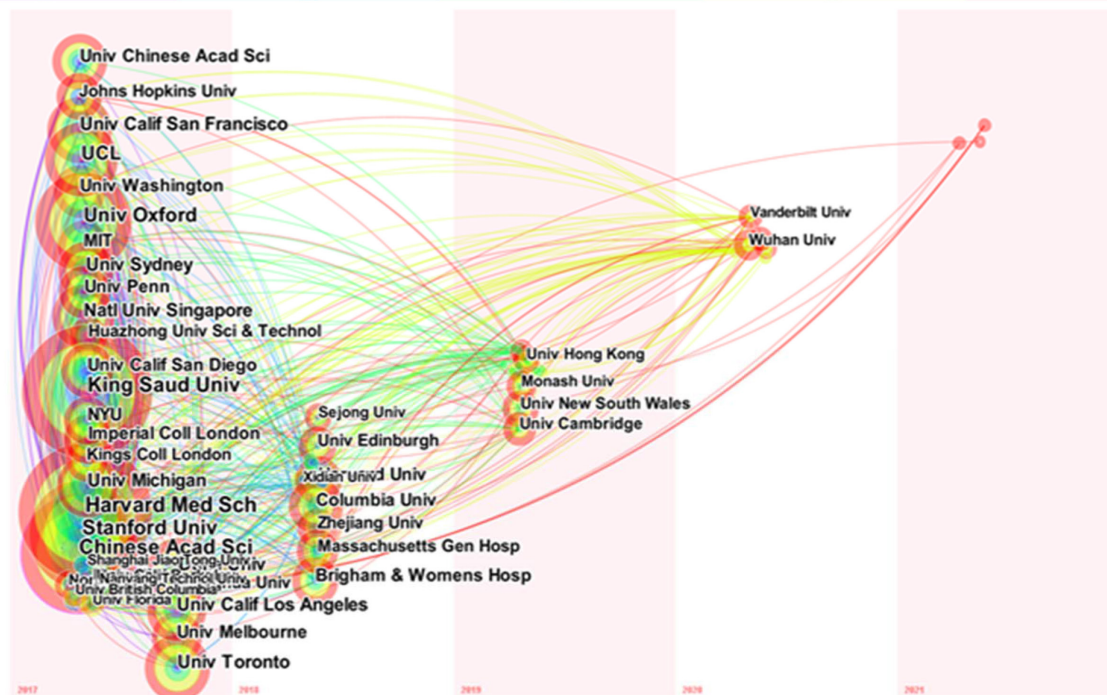 Univ Chinese Acad Sci
Johns Hopkins Univ
Univ Calif San Francisco
UCL
Univ Washington
Univ Oxford
MIT
Univ Sydney
Univ Penn
Natl Univ Singapore
Huazhong Univ Sci & Technol
Univ Calif San Diego
King Saud Univ
NYU
Imperial Coll London
Kings Coll London
Univ Michigan
Harvard Med Sch
Stanford Univ
Chinese Acad Sci
Shanghai Jiao Tong Univ
Nanyang Technol Univ
Univ British Columbia
Univ Florida
Univ
Univ
Univ Calif Los Angeles
Univ Melbourne
Univ Toronto
Sejong Univ
Univ Edinburgh
Univ
Xidian Univ
Columbia Univ
Zhejiang Univ
Massachusetts Gen Hosp
Brigham & Womens Hosp
Univ Hong Kong
Monash Univ
Univ New South Wales
Univ Cambridge
Vanderbilt Univ
Wuhan Univ
2017
2018
2019
2020
2021